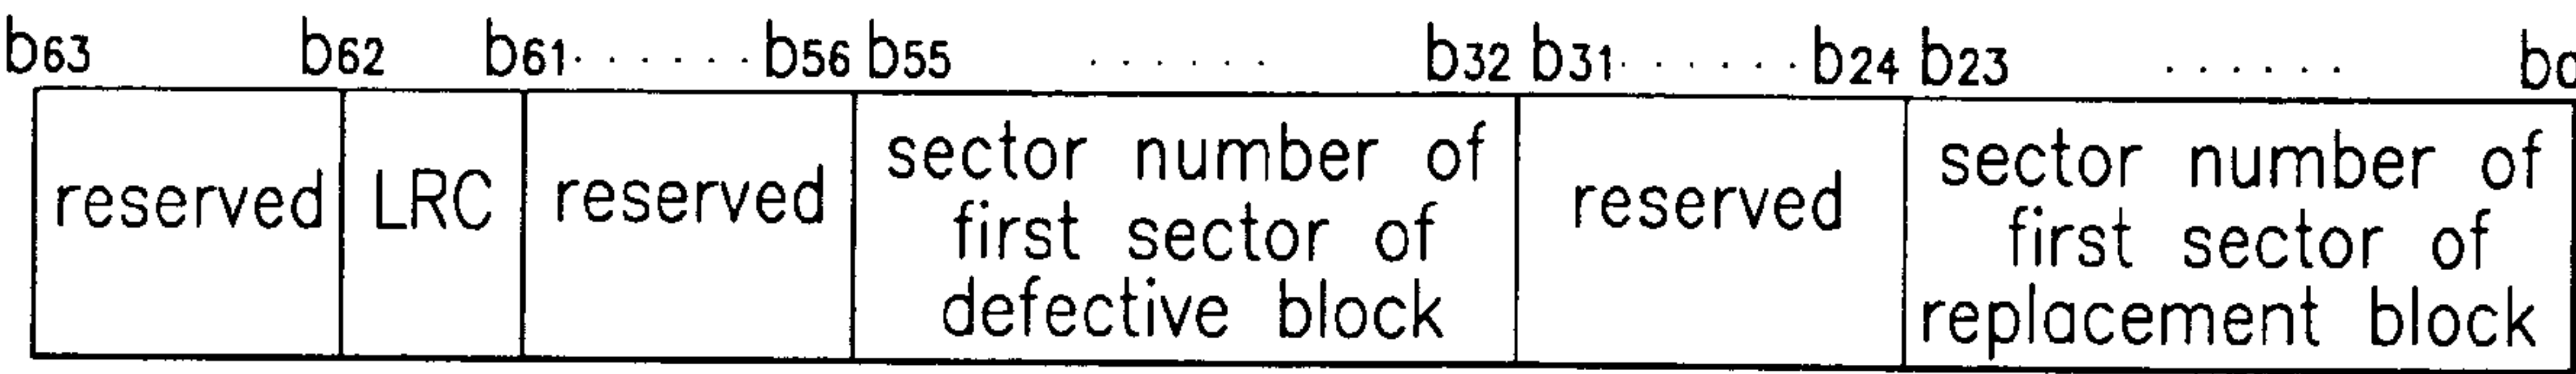 b63 b62 b61 ...... b56 b55 ...... b32 b31 ...... b24 b23 ...... b0
reserved LRC reserved sector number of first sector of defective block reserved sector number of first sector of replacement block